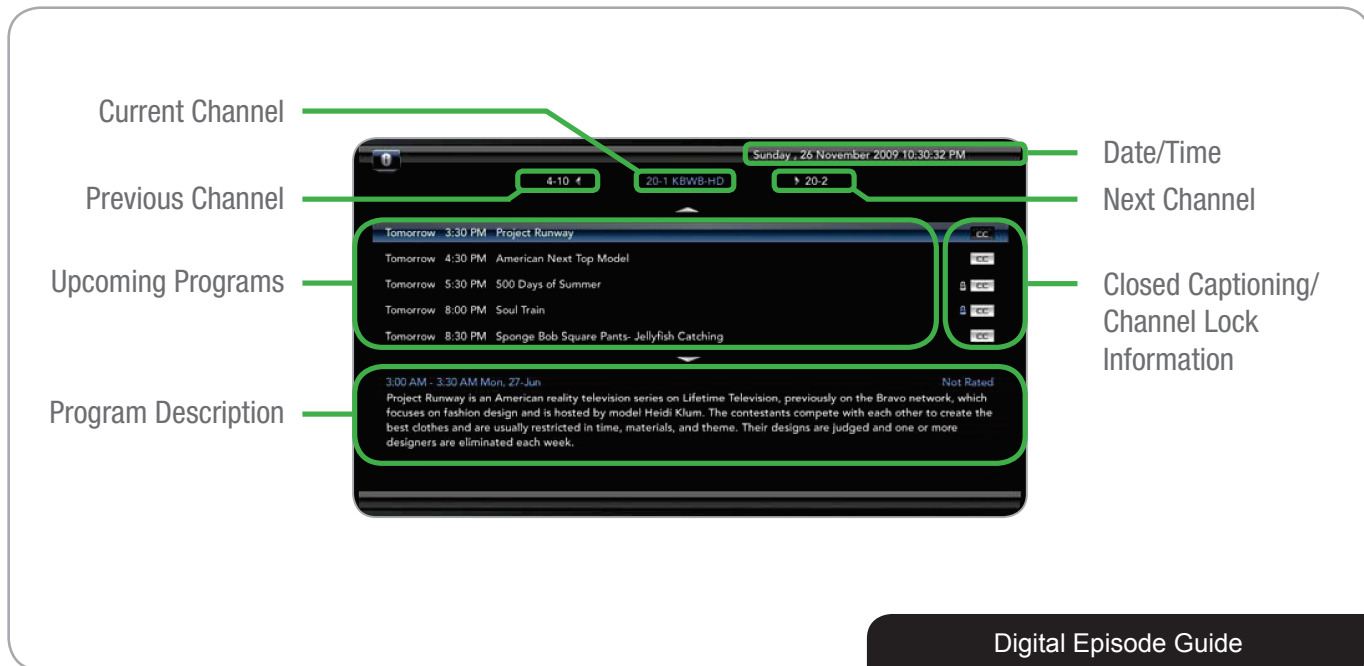 Current Channel
Previous Channel
Upcoming Programs
Program Description
Sunday , 26 November 2009 10:30:32 PM
4-10
20-1 KBWB-HD
20-2
Tomorrow 3:30 PM Project Runway CC
Tomorrow 4:30 PM American Next Top Model CC
Tomorrow 5:30 PM 500 Days of Summer CC
Tomorrow 8:00 PM Soul Train CC
Tomorrow 8:30 PM Sponge Bob Square Pants- Jellyfish Catching CC
3:00 AM - 3:30 AM Mon, 27-Jun Not Rated
Project Runway is an American reality television series on Lifetime Television, previously on the Bravo network, which
focuses on fashion design and is hosted by model Heidi Klum. The contestants compete with each other to create the
best clothes and are usually restricted in time, materials, and theme. Their designs are judged and one or more
designers are eliminated each week.
Date/Time
Next Channel
Closed Captioning/
Channel Lock
Information
Digital Episode Guide